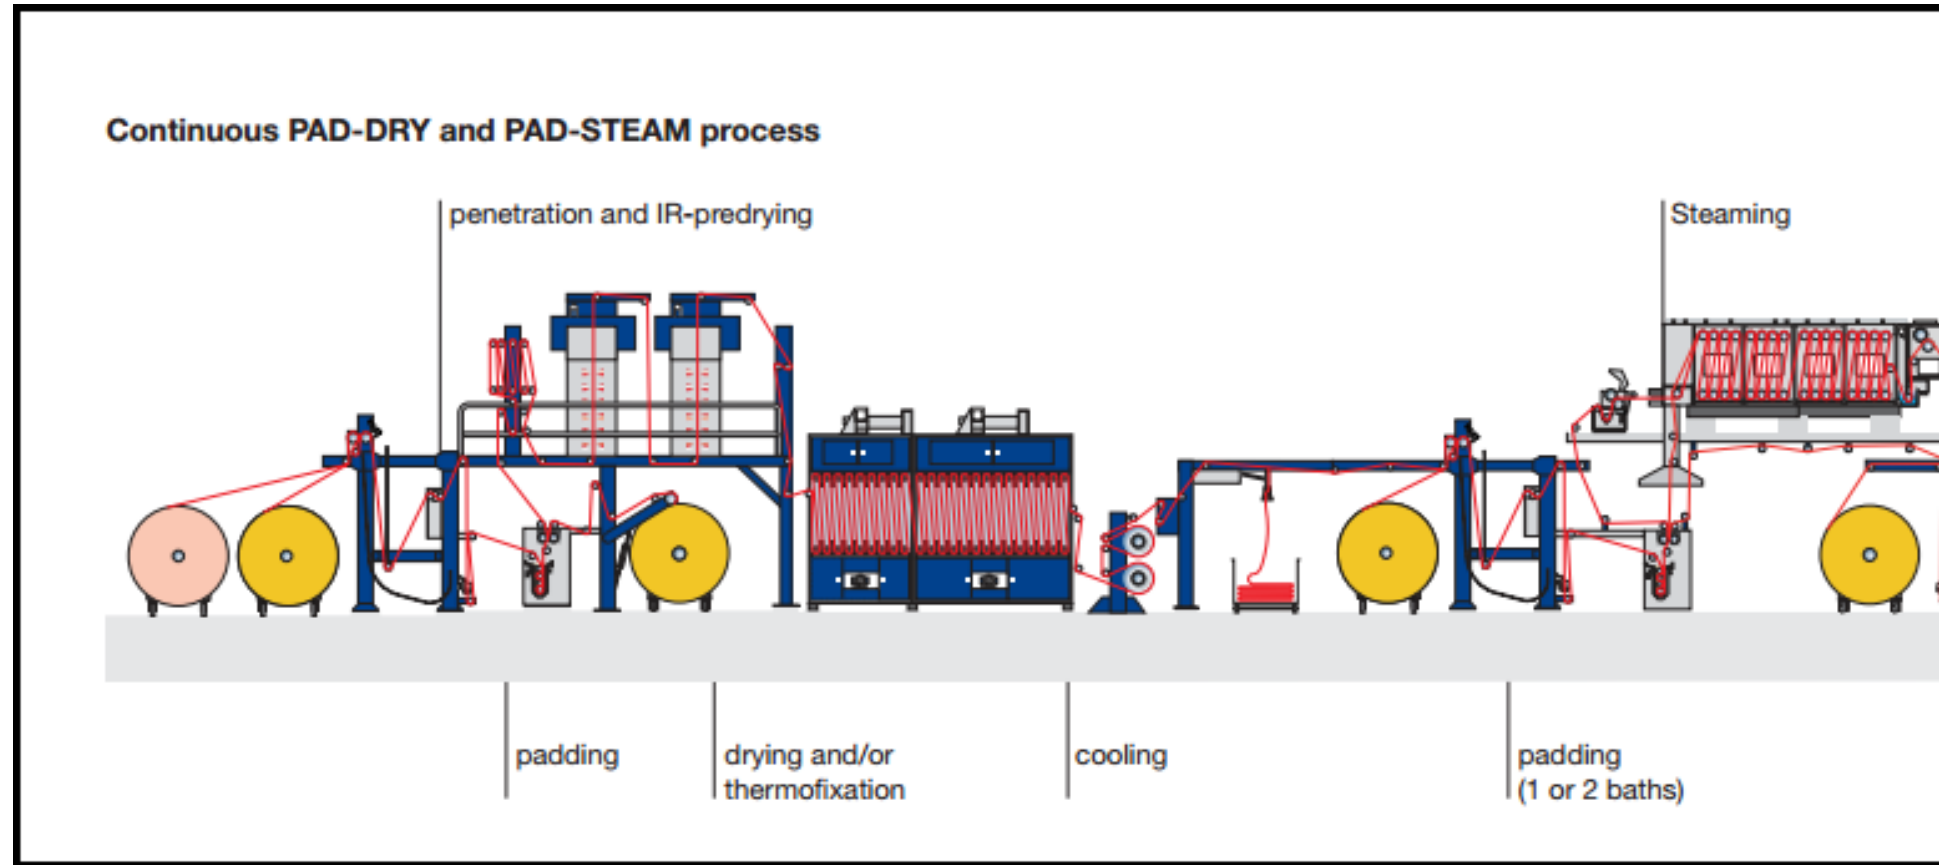 Continuous PAD-DRY and PAD-STEAM process
penetration and IR-predrying
Steaming
padding
drying and/or
thermofixation
cooling
padding
(1 or 2 baths)